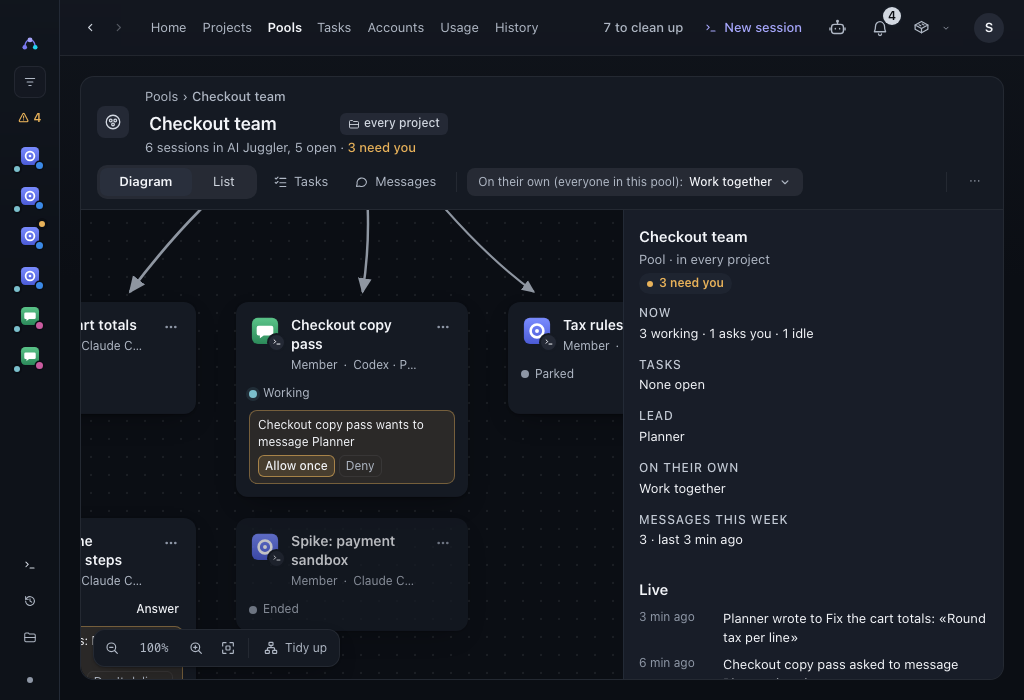 Home Projects Pools Tasks Accounts Usage History 7 to clean up New session 4 S
4
Pools › Checkout team
Checkout team every project
6 sessions in AI Juggler, 5 open · 3 need you
Diagram List Tasks Messages On their own (everyone in this pool): Work together ...
art totals ...
Claude C...
Checkout copy pass ...
Member · Codex · P...
Working
Checkout copy pass wants to
message Planner
Allow once Deny
Tax rules
Member ·
Parked
steps ...
Claude C...
Answer
Spike: payment
sandbox ...
Member · Claude C...
Ended
100% Tidy up
Checkout team
Pool · in every project
3 need you
NOW
3 working · 1 asks you · 1 idle
TASKS
None open
LEAD
Planner
ON THEIR OWN
Work together
MESSAGES THIS WEEK
3 · last 3 min ago
Live
3 min ago Planner wrote to Fix the cart totals: «Round
tax per line»
6 min ago Checkout copy pass asked to message